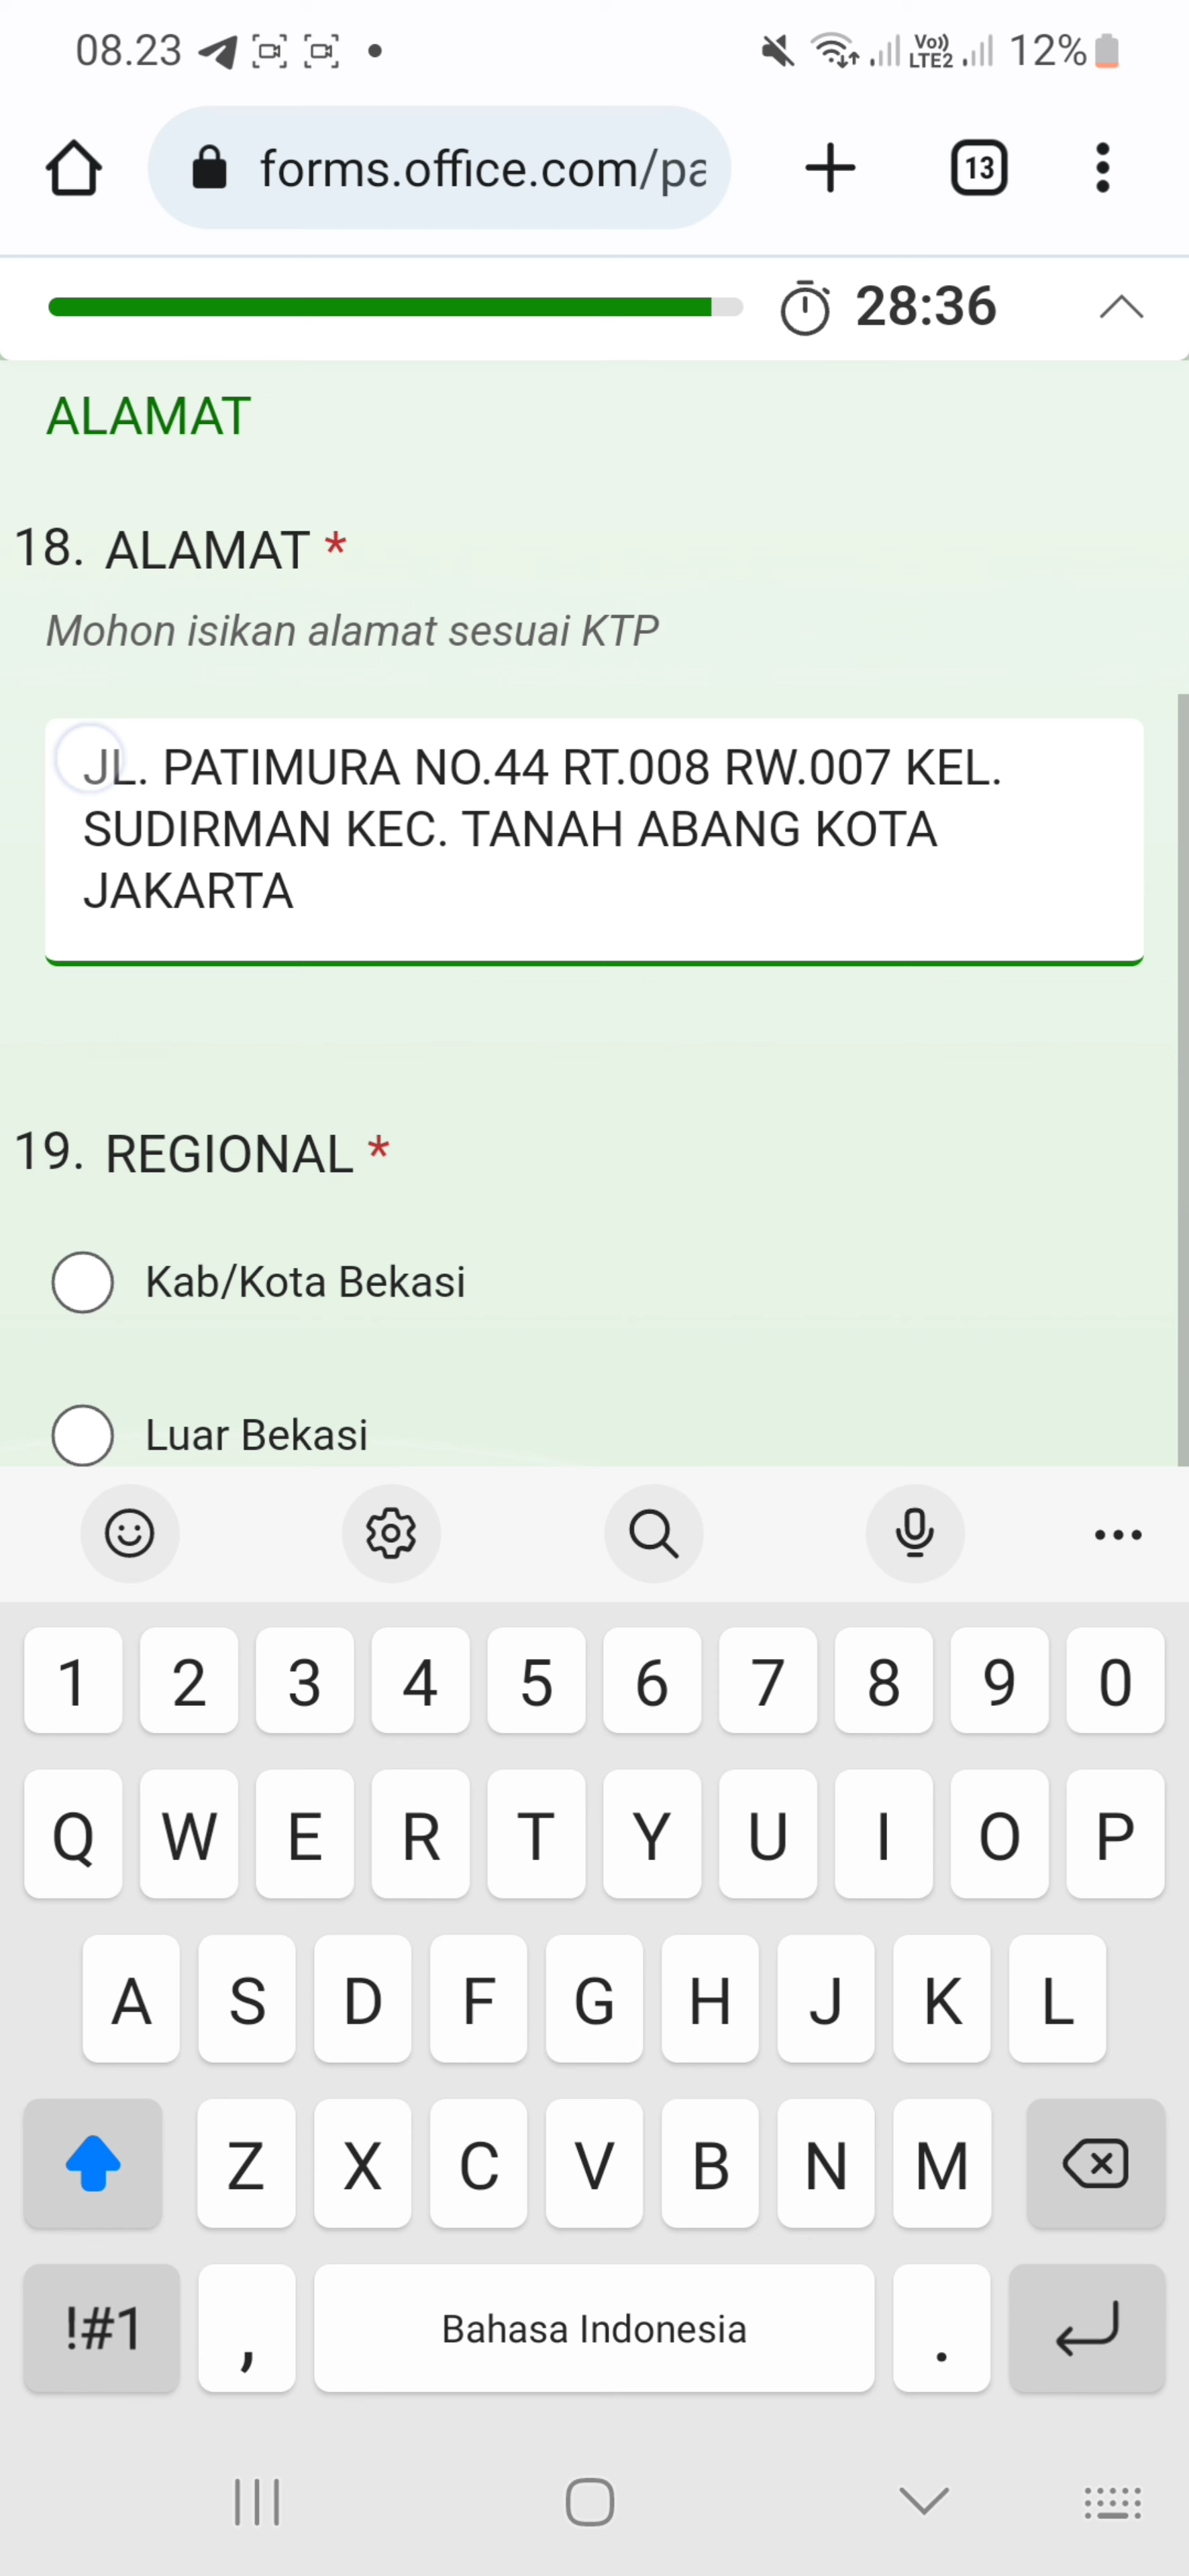 08.23 Vo)) LTE2 12%
forms.office.com/pa 13
28:36
ALAMAT
18. ALAMAT *
Mohon isikan alamat sesuai KTP
JL. PATIMURA NO.44 RT.008 RW.007 KEL.
SUDIRMAN KEC. TANAH ABANG KOTA
JAKARTA
19. REGIONAL *
Kab/Kota Bekasi
Luar Bekasi
1 2 3 4 5 6 7 8 9 0
Q W E R T Y U I O P
A S D F G H J K L
Z X C V B N M
!#1 , Bahasa Indonesia .